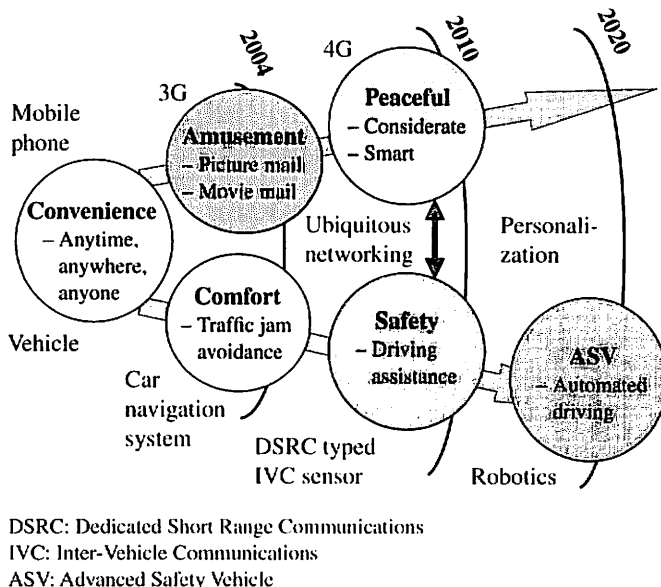 2004
2010
2020
3G
4G
Mobile
phone
Amusement
– Picture mail
– Movie mail
Peaceful
– Considerate
– Smart
Convenience
– Anytime,
anywhere,
anyone
Ubiquitous
networking
Personali-
zation
Vehicle
Comfort
– Traffic jam
avoidance
Safety
– Driving
assistance
ASV
– Automated
driving
Car
navigation
system
DSRC typed
IVC sensor
Robotics
DSRC: Dedicated Short Range Communications
IVC: Inter-Vehicle Communications
ASV: Advanced Safety Vehicle